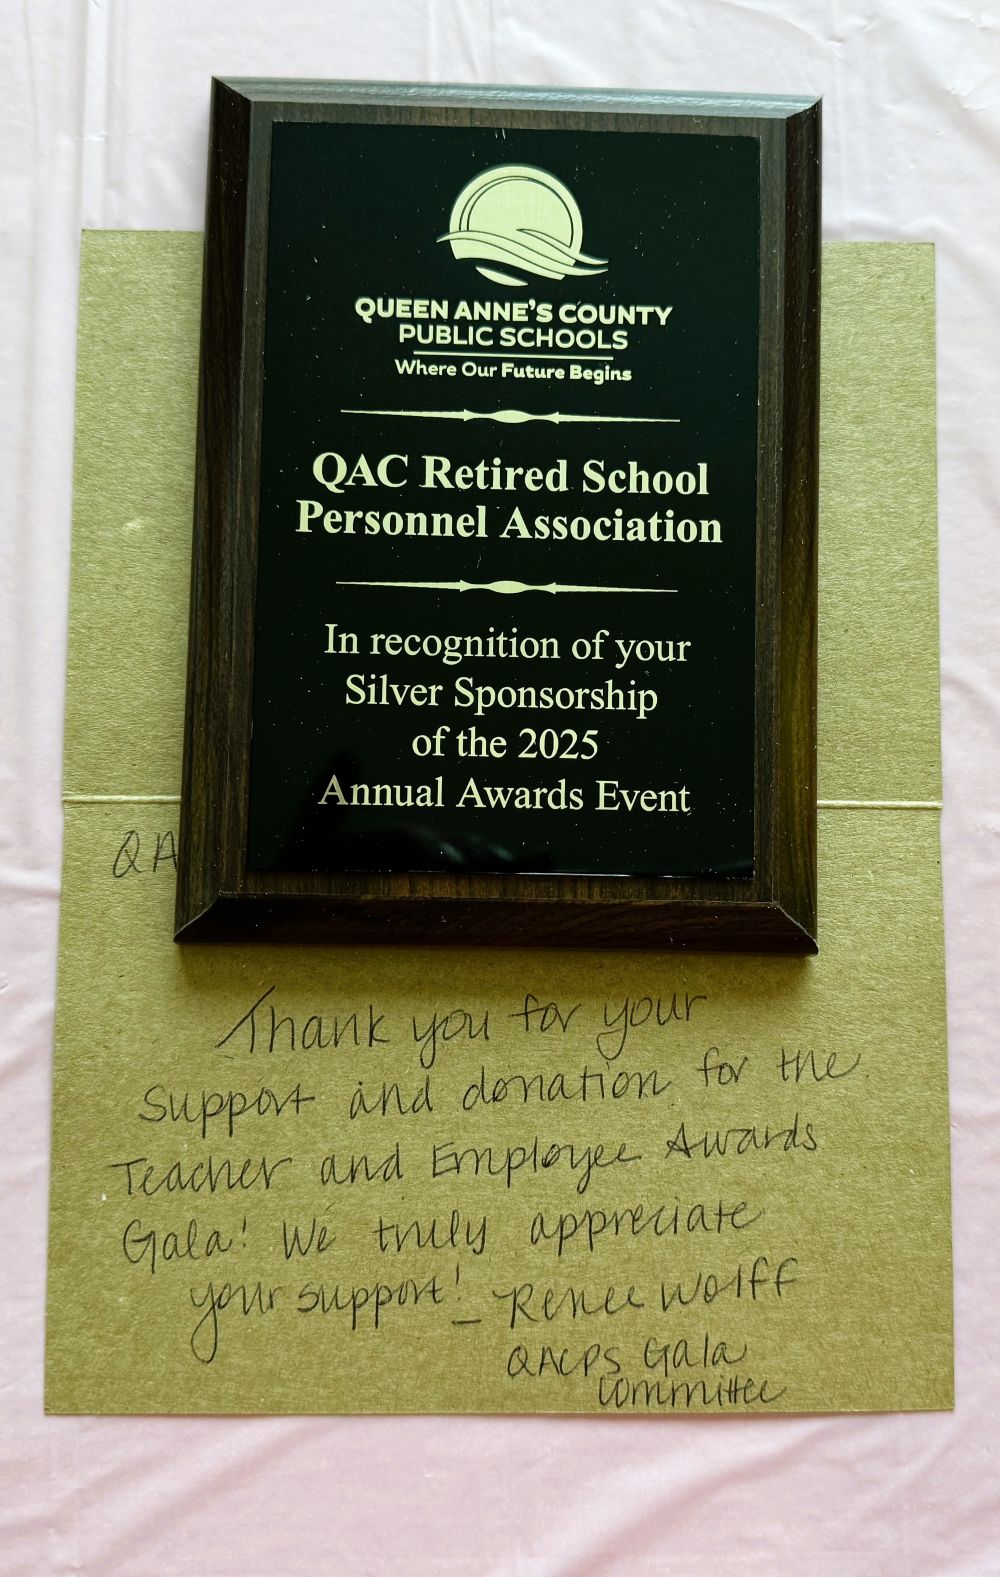 QUEEN ANNE'S COUNTY
PUBLIC SCHOOLS
Where Our Future Begins
QAC Retired School
Personnel Association
In recognition of your
Silver Sponsorship
of the 2025
Annual Awards Event
QA
Thank you for your
support and donation for the
Teacher and Employee Awards
Gala! We truly appreciate
your support! - Renee Wolff
QACPS Gala
Committee